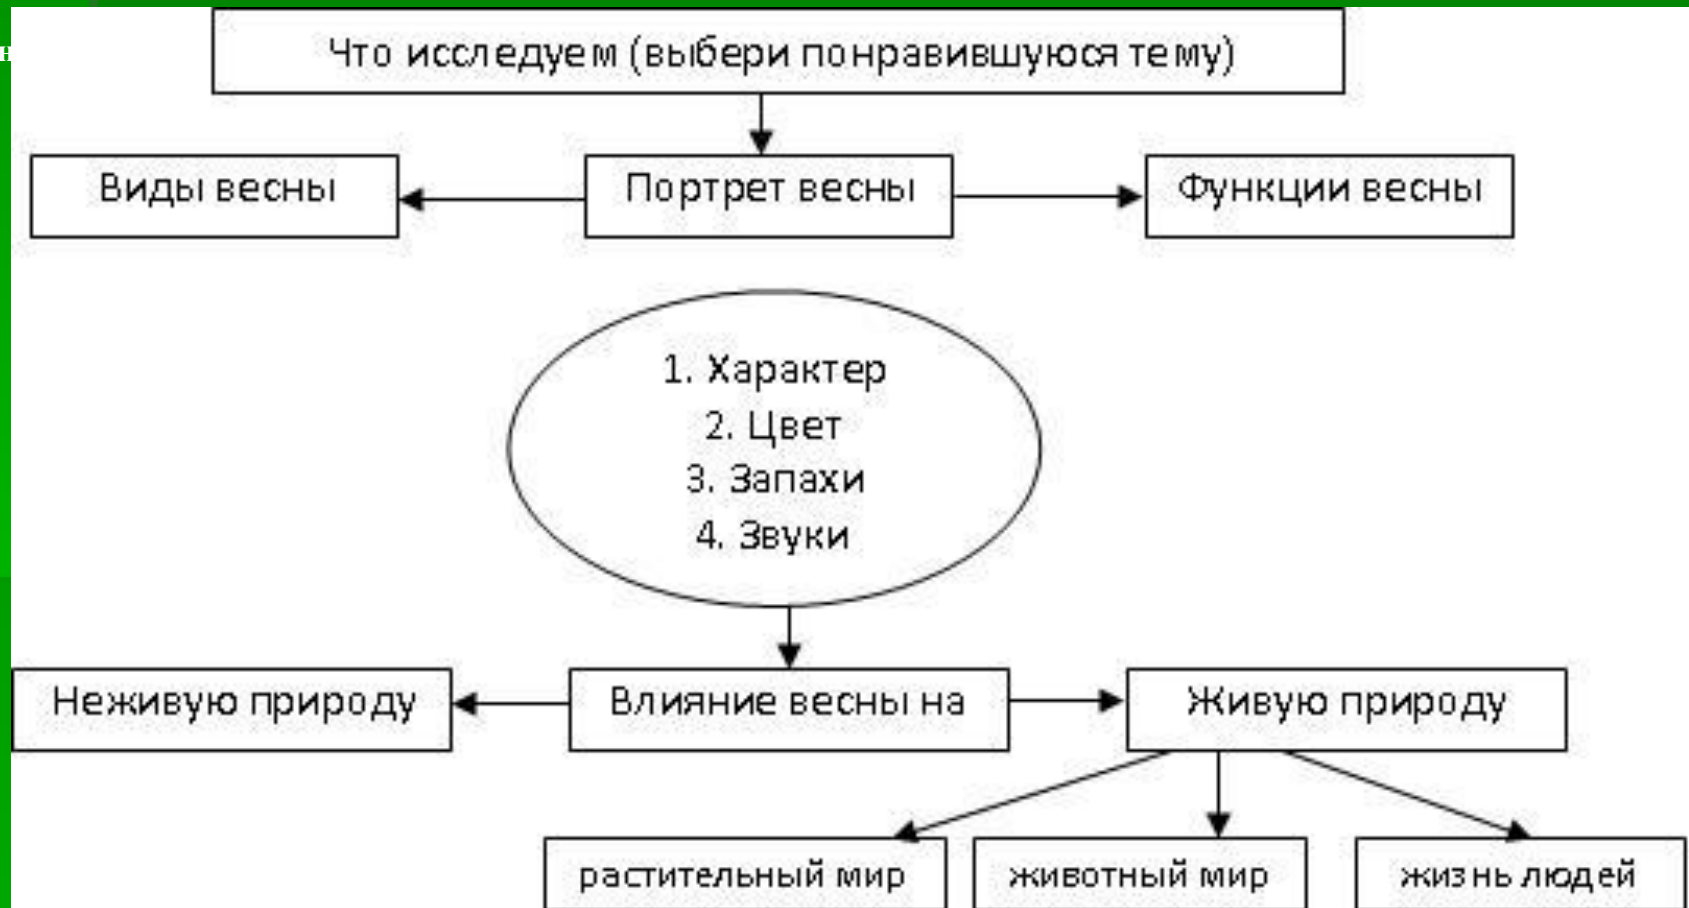 Что исследуем (выбери понравившуюся тему)
Виды весны
Портрет весны
Функции весны
1. Характер
2. Цвет
3. Запахи
4. Звуки
Неживую природу
Влияние весны на
Живую природу
растительный мир
животный мир
жизнь людей